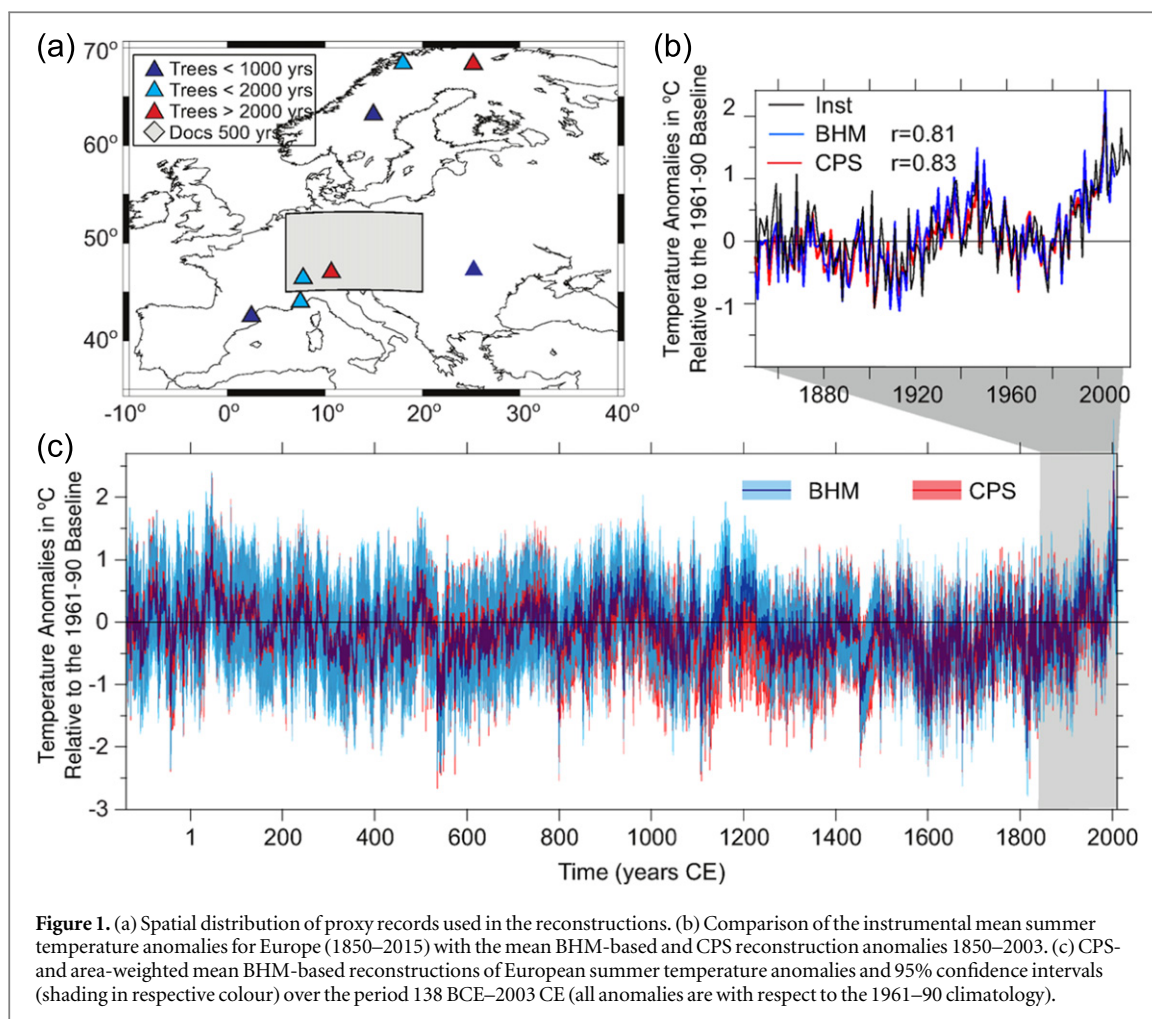 (a)
70°
60°
50°
40°
-10° 0° 10° 20° 30° 40°
Trees < 1000 yrs
Trees < 2000 yrs
Trees > 2000 yrs
Docs 500 yrs
(b)
Temperature Anomalies in °C
Relative to the 1961-90 Baseline
2
1
0
-1
Inst
BHM r=0.81
CPS r=0.83
1880 1920 1960 2000
(c)
Temperature Anomalies in °C
Relative to the 1961-90 Baseline
2
1
0
-1
-2
-3
BHM CPS
1 200 400 600 800 1000 1200 1400 1600 1800 2000
Time (years CE)
Figure 1. (a) Spatial distribution of proxy records used in the reconstructions. (b) Comparison of the instrumental mean summer
temperature anomalies for Europe (1850–2015) with the mean BHM-based and CPS reconstruction anomalies 1850–2003. (c) CPS-
and area-weighted mean BHM-based reconstructions of European summer temperature anomalies and 95% confidence intervals
(shading in respective colour) over the period 138 BCE–2003 CE (all anomalies are with respect to the 1961–90 climatology).